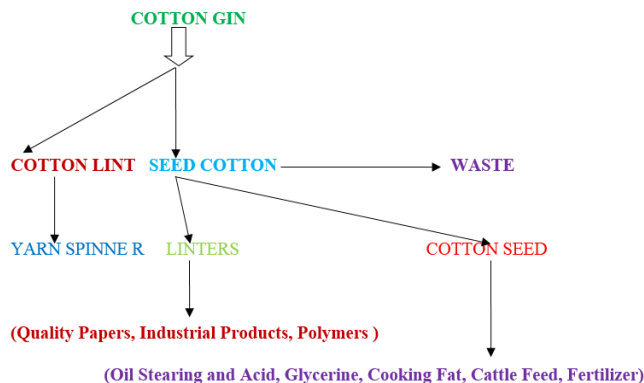 COTTON GIN
COTTON LINT SEED COTTON WASTE
YARN SPINNE R LINTERS COTTON SEED
(Quality Papers, Industrial Products, Polymers )
(Oil Stearing and Acid, Glycerine, Cooking Fat, Cattle Feed, Fertilizer)